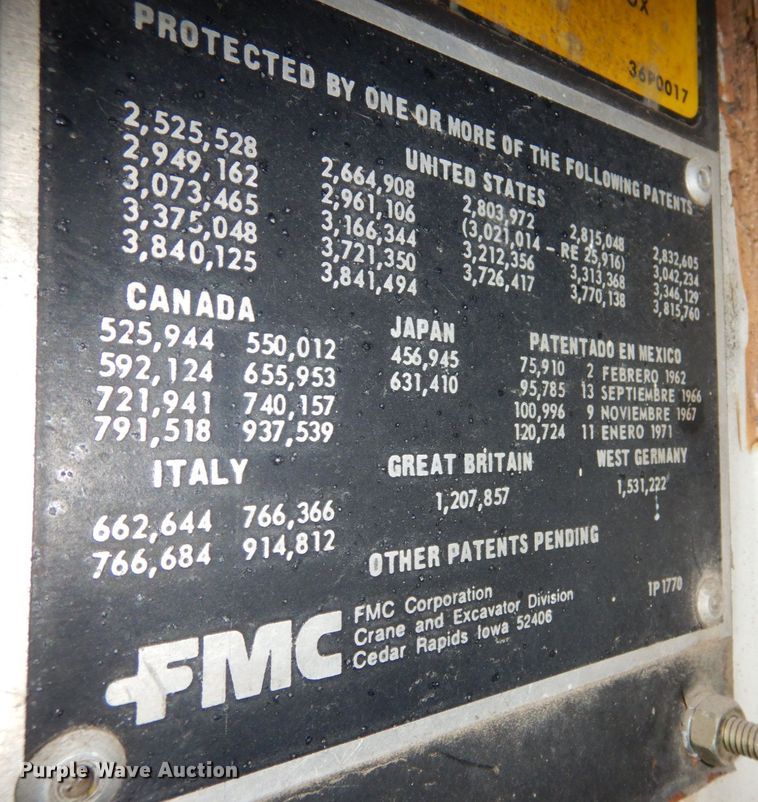 OX
36P0017
PROTECTED BY ONE OR MORE OF THE FOLLOWING PATENTS
UNITED STATES
2,525,528 2,664,908 2,803,972 2,815,048 2,832,605
2,949,162 2,961,106 (3,021,014 - RE 25,916) 3,042,234
3,073,465 3,166,344 3,212,356 3,313,368 3,346,129
3,375,048 3,721,350 3,726,417 3,770,138 3,815,760
3,840,125 3,841,494
CANADA
525,944 550,012
592,124 655,953
721,941 740,157
791,518 937,539
JAPAN
456,945
631,410
PATENTADO EN MEXICO
75,910 2 FEBRERO 1962
95,785 13 SEPTIEMBRE 1966
100,996 9 NOVIEMBRE 1967
120,724 11 ENERO 1971
ITALY
662,644 766,366
766,684 914,812
GREAT BRITAIN
1,207,857
WEST GERMANY
1,531,222
OTHER PATENTS PENDING
FMC
FMC Corporation
Crane and Excavator Division
Cedar Rapids Iowa 52406
1P1770
Purple Wave Auction